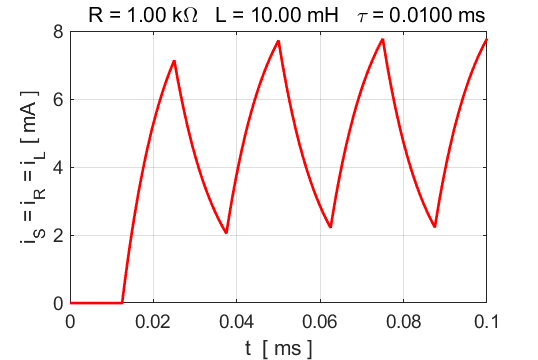 R = 1.00 kΩ   L = 10.00 mH   τ = 0.0100 ms
8
6
4
2
0
i_S = i_R = i_L  [ mA ]
0 0.02 0.04 0.06 0.08 0.1
t  [ ms ]